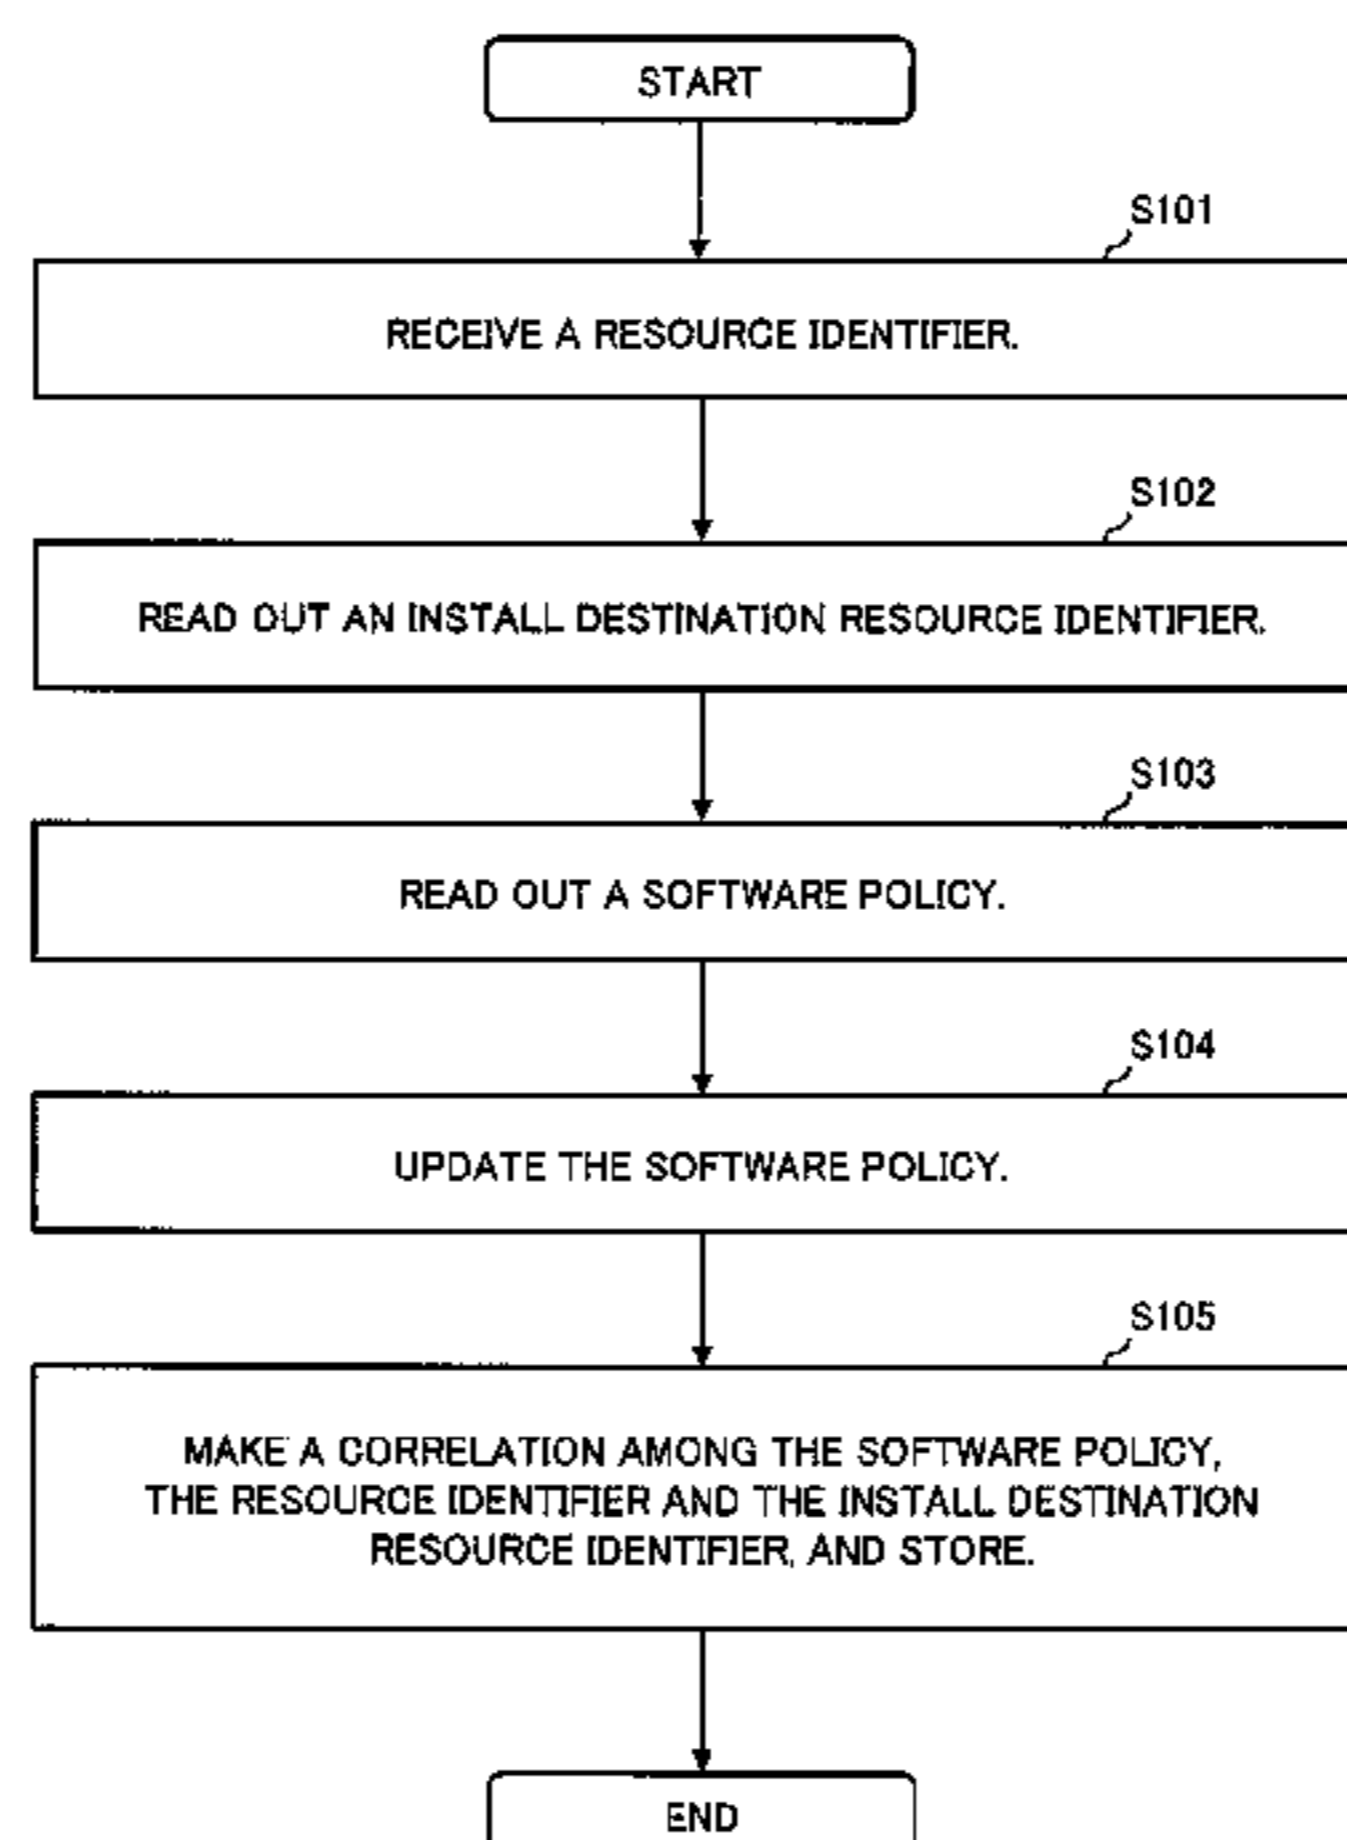 START
S101
RECEIVE A RESOURCE IDENTIFIER.
S102
READ OUT AN INSTALL DESTINATION RESOURCE IDENTIFIER.
S103
READ OUT A SOFTWARE POLICY.
S104
UPDATE THE SOFTWARE POLICY.
S105
MAKE A CORRELATION AMONG THE SOFTWARE POLICY,
THE RESOURCE IDENTIFIER AND THE INSTALL DESTINATION
RESOURCE IDENTIFIER, AND STORE.
END